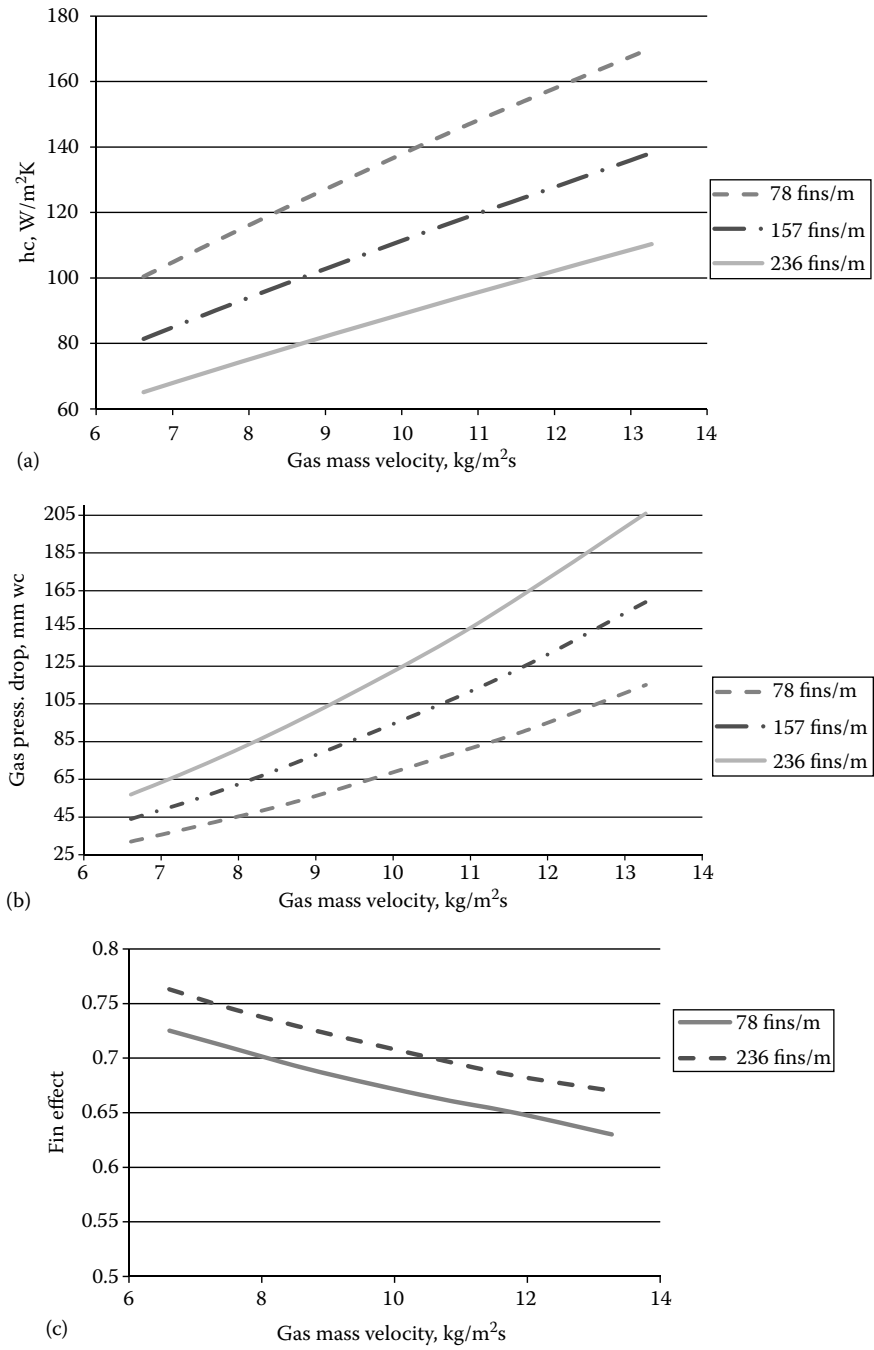 180
160
140
120
100
80
60
hc, W/m²K
6 7 8 9 10 11 12 13 14
Gas mass velocity, kg/m²s
78 fins/m
157 fins/m
236 fins/m
(a)
205
185
165
145
125
105
85
65
45
25
Gas press. drop, mm wc
6 7 8 9 10 11 12 13 14
Gas mass velocity, kg/m²s
78 fins/m
157 fins/m
236 fins/m
(b)
0.8
0.75
0.7
0.65
0.6
0.55
0.5
Fin effect
6 8 10 12 14
Gas mass velocity, kg/m²s
78 fins/m
236 fins/m
(c)